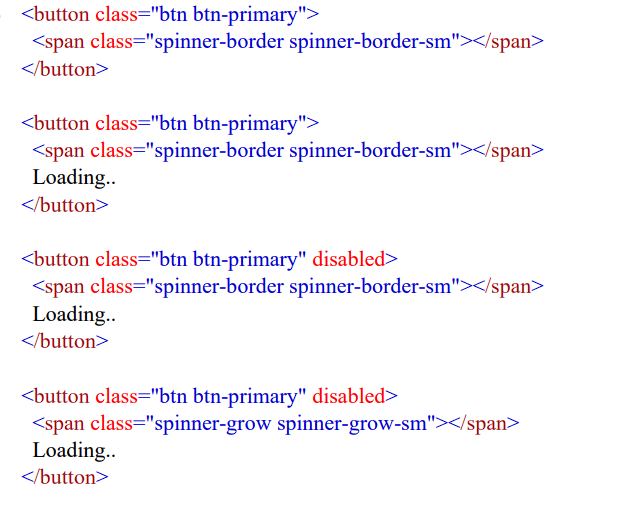 <button class="btn btn-primary">
<span class="spinner-border spinner-border-sm"></span>
</button>
<button class="btn btn-primary">
<span class="spinner-border spinner-border-sm"></span>
Loading..
</button>
<button class="btn btn-primary" disabled>
<span class="spinner-border spinner-border-sm"></span>
Loading..
</button>
<button class="btn btn-primary" disabled>
<span class="spinner-grow spinner-grow-sm"></span>
Loading..
</button>